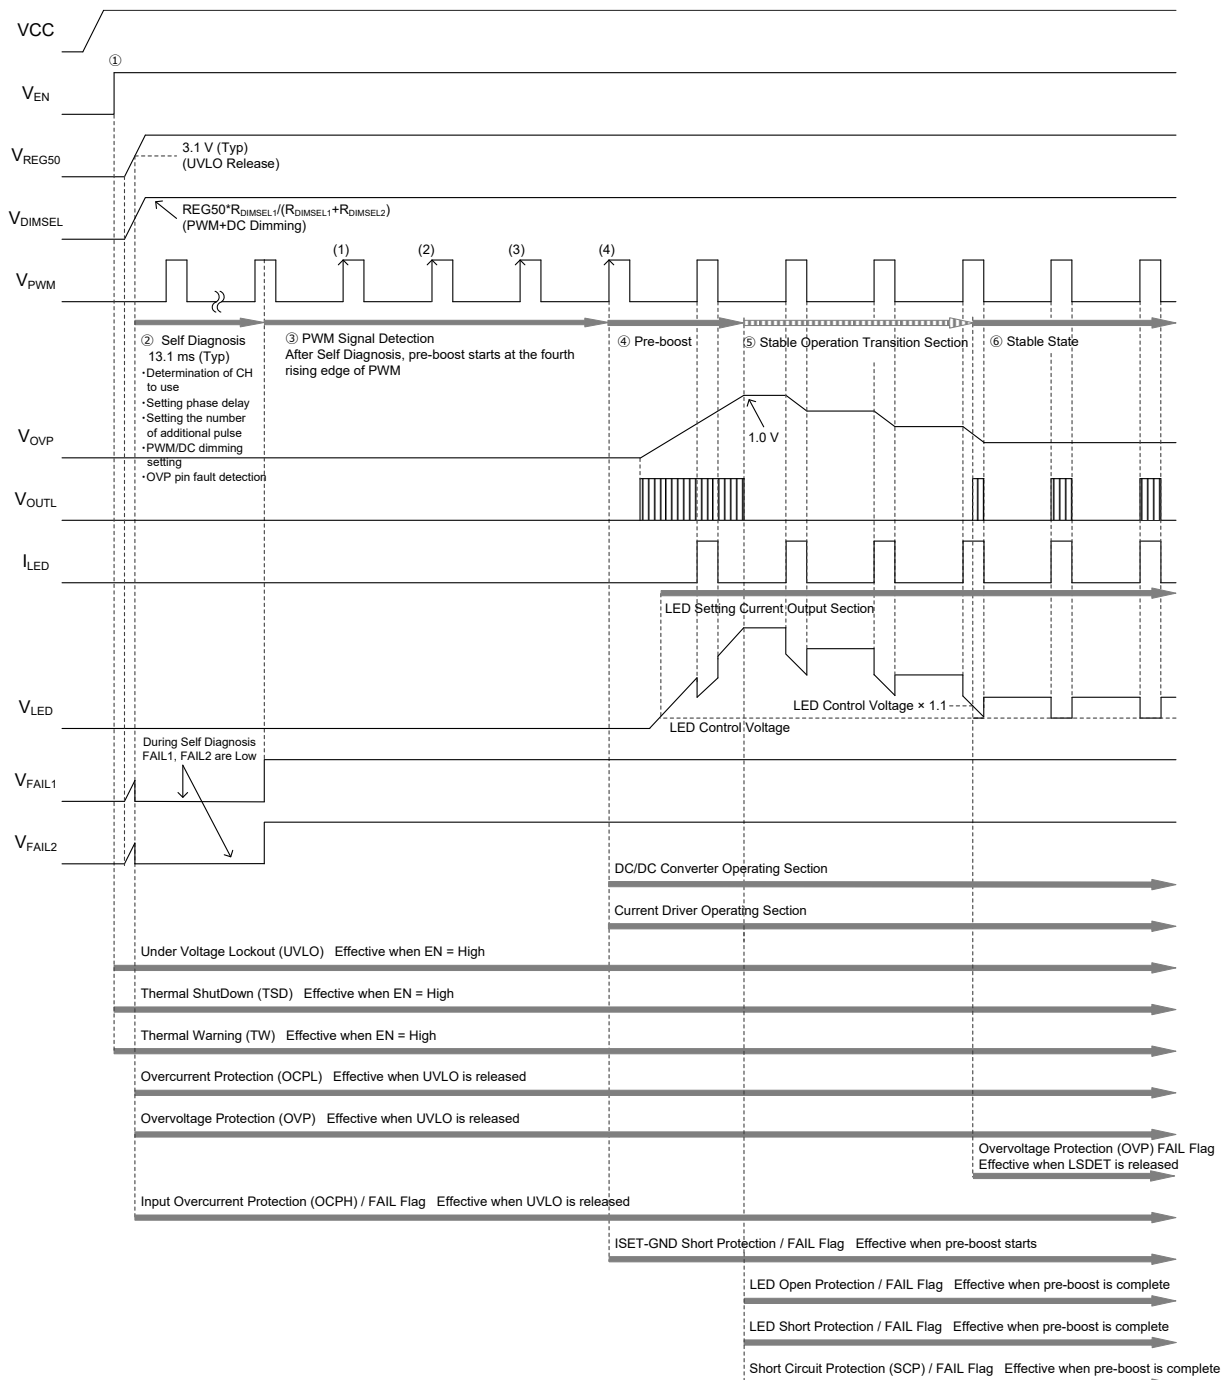 VCC
①
VEN
VREG50
3.1 V (Typ)
(UVLO Release)
VDIMSEL
REG50*RDIMSEL1/(RDIMSEL1+RDIMSEL2)
(PWM+DC Dimming)
(1)
(2)
(3)
(4)
VPWM
② Self Diagnosis
13.1 ms (Typ)
・Determination of CH
to use
・Setting phase delay
・Setting the number
of additional pulse
・PWM/DC dimming
setting
・OVP pin fault detection
③ PWM Signal Detection
After Self Diagnosis, pre-boost starts at the fourth
rising edge of PWM
④ Pre-boost
⑤ Stable Operation Transition Section
⑥ Stable State
VOVP
1.0 V
VOUTL
ILED
LED Setting Current Output Section
VLED
LED Control Voltage × 1.1
LED Control Voltage
During Self Diagnosis
FAIL1, FAIL2 are Low
VFAIL1
VFAIL2
DC/DC Converter Operating Section
Current Driver Operating Section
Under Voltage Lockout (UVLO) Effective when EN = High
Thermal ShutDown (TSD) Effective when EN = High
Thermal Warning (TW) Effective when EN = High
Overcurrent Protection (OCPL) Effective when UVLO is released
Overvoltage Protection (OVP) Effective when UVLO is released
Overvoltage Protection (OVP) FAIL Flag
Effective when LSDET is released
Input Overcurrent Protection (OCPH) / FAIL Flag Effective when UVLO is released
ISET-GND Short Protection / FAIL Flag Effective when pre-boost starts
LED Open Protection / FAIL Flag Effective when pre-boost is complete
LED Short Protection / FAIL Flag Effective when pre-boost is complete
Short Circuit Protection (SCP) / FAIL Flag Effective when pre-boost is complete